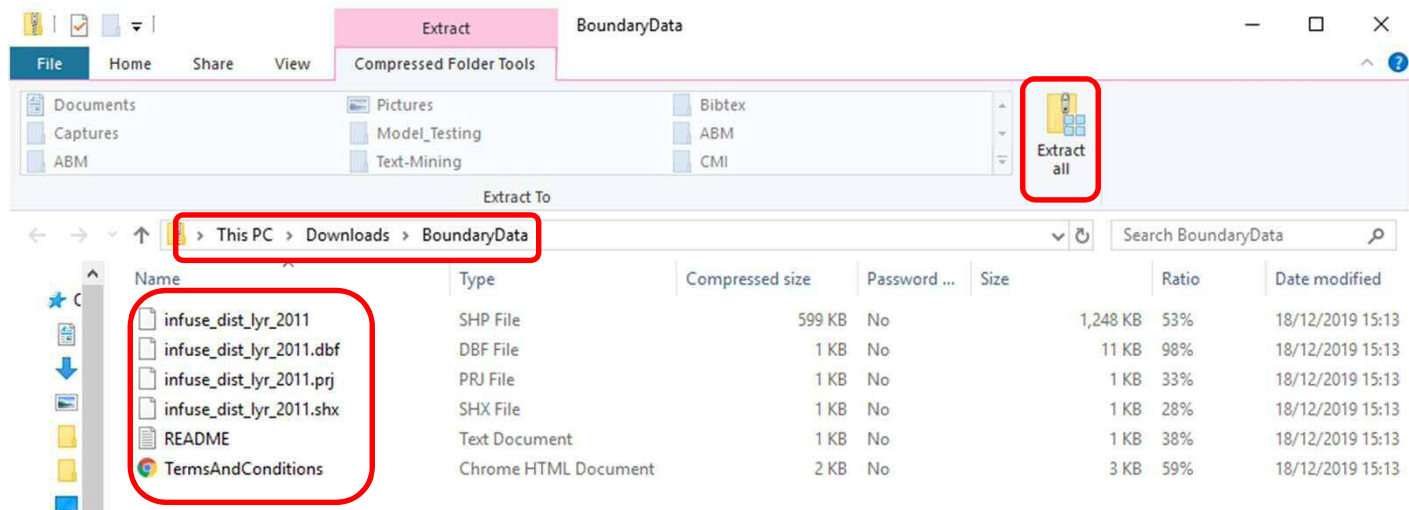 Extract BoundaryData
File Home Share View Compressed Folder Tools
Documents Pictures Bibtex
Captures Model_Testing ABM
ABM Text-Mining CMI
Extract all
Extract To
This PC > Downloads > BoundaryData Search BoundaryData
Name Type Compressed size Password ... Size Ratio Date modified
infuse_dist_lyr_2011 SHP File 599 KB No 1,248 KB 53% 18/12/2019 15:13
infuse_dist_lyr_2011.dbf DBF File 1 KB No 11 KB 98% 18/12/2019 15:13
infuse_dist_lyr_2011.prj PRJ File 1 KB No 1 KB 33% 18/12/2019 15:13
infuse_dist_lyr_2011.shx SHX File 1 KB No 1 KB 28% 18/12/2019 15:13
README Text Document 1 KB No 1 KB 38% 18/12/2019 15:13
TermsAndConditions Chrome HTML Document 2 KB No 3 KB 59% 18/12/2019 15:13